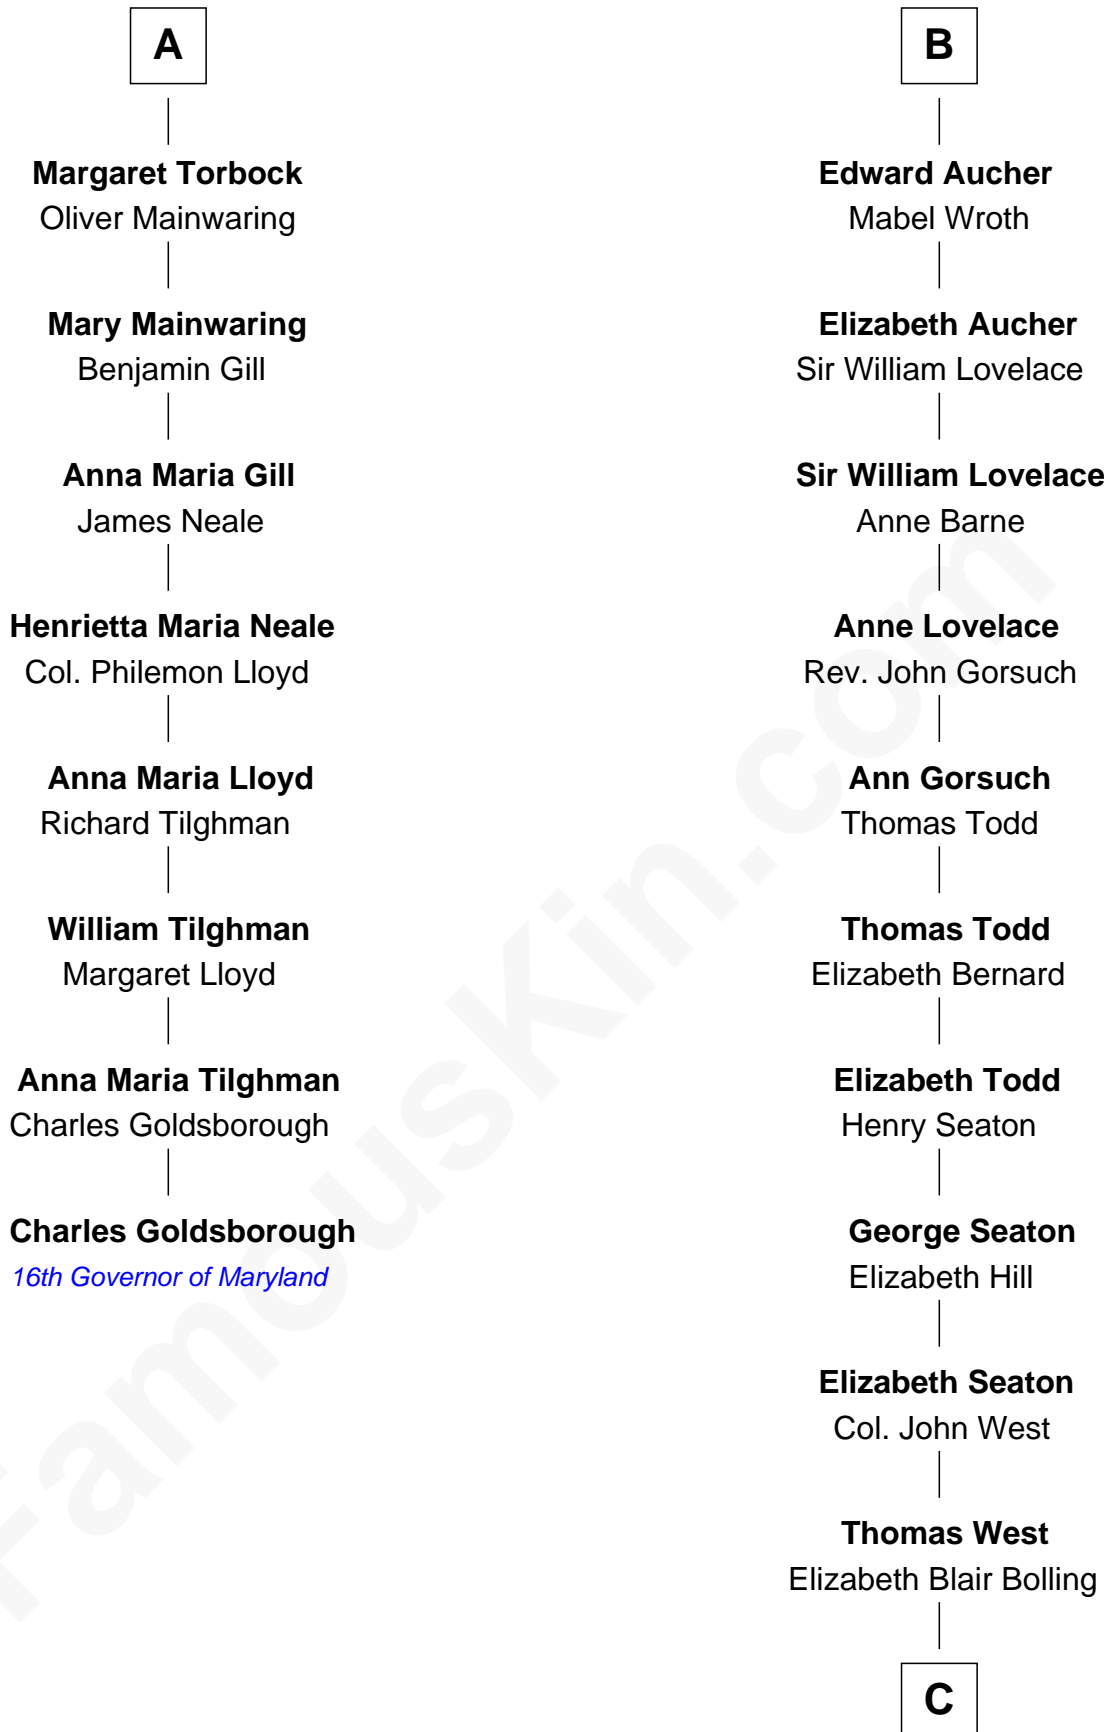 A
Margaret Torbock
Oliver Mainwaring
Mary Mainwaring
Benjamin Gill
Anna Maria Gill
James Neale
Henrietta Maria Neale
Col. Philemon Lloyd
Anna Maria Lloyd
Richard Tilghman
William Tilghman
Margaret Lloyd
Anna Maria Tilghman
Charles Goldsborough
Charles Goldsborough
16th Governor of Maryland
B
Edward Aucher
Mabel Wroth
Elizabeth Aucher
Sir William Lovelace
Sir William Lovelace
Anne Barne
Anne Lovelace
Rev. John Gorsuch
Ann Gorsuch
Thomas Todd
Thomas Todd
Elizabeth Bernard
Elizabeth Todd
Henry Seaton
George Seaton
Elizabeth Hill
Elizabeth Seaton
Col. John West
Thomas West
Elizabeth Blair Bolling
C
FamousKin.com